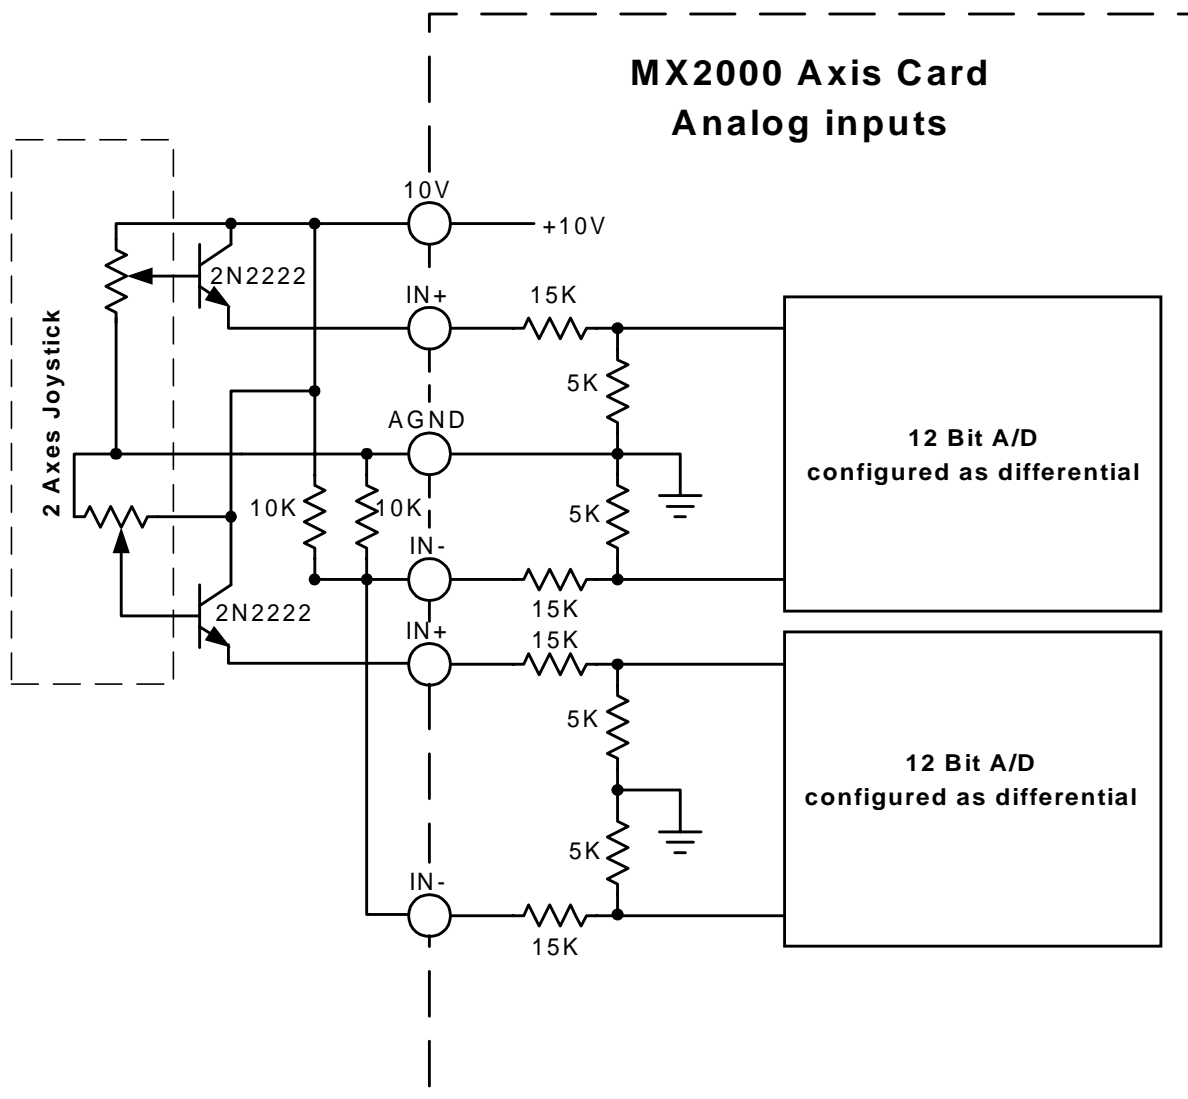 MX2000 Axis Card
Analog inputs
10V
+10V
2N2222
IN+
15K
5K
2 Axes Joystick
AGND
12 Bit A/D
configured as differential
10K
10K
5K
IN-
15K
2N2222
IN+
15K
5K
12 Bit A/D
configured as differential
5K
IN-
15K